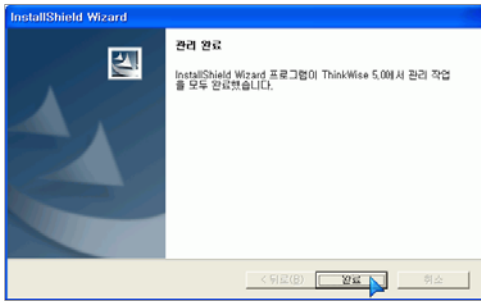 InstallShield Wizard
관리 완료
InstallShield Wizard 프로그램이 ThinkWise 5.0에서 관리 작업
을 모두 완료했습니다.
< 뒤로(B)
완료
취소